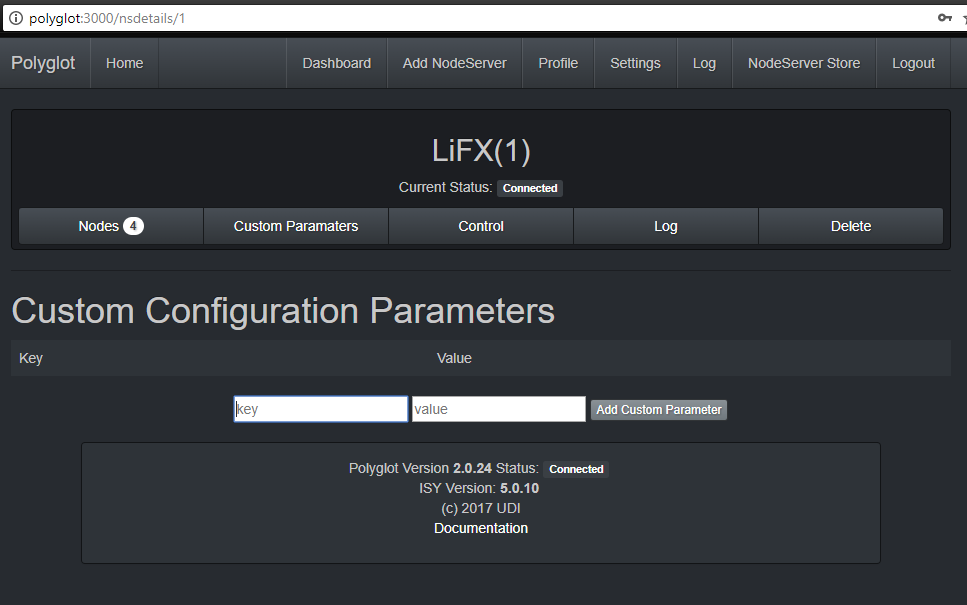 polyglot:3000/nsdetails/1
Polyglot Home Dashboard Add NodeServer Profile Settings Log NodeServer Store Logout
LiFX(1)
Current Status: Connected
Nodes 4 Custom Paramaters Control Log Delete
Custom Configuration Parameters
Key Value
key value Add Custom Parameter
Polyglot Version 2.0.24 Status: Connected
ISY Version: 5.0.10
(c) 2017 UDI
Documentation